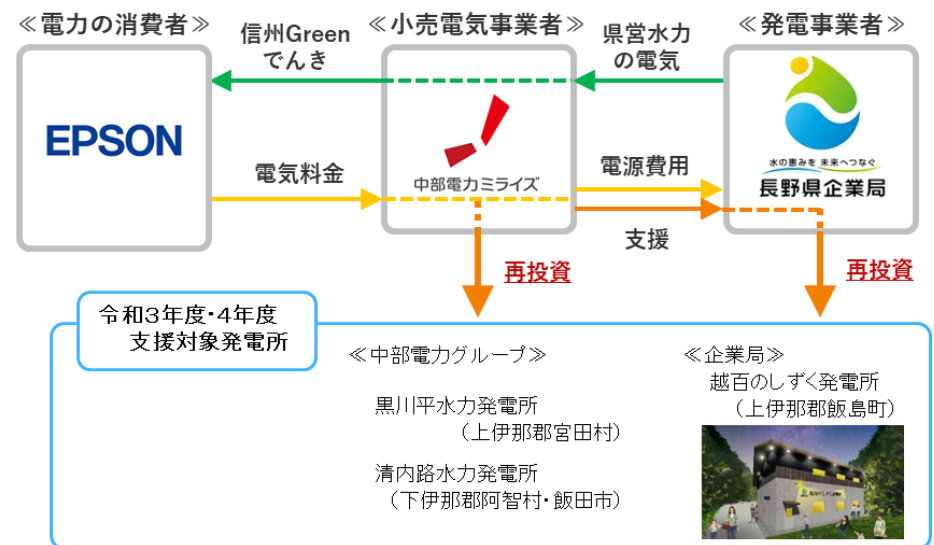 ≪電力の消費者≫
信州Green
でんき
≪小売電気事業者≫
県営水力
の電気
≪発電事業者≫
EPSON
電気料金
中部電力ミライズ
電源費用
水の恵みを 未来へつなぐ
長野県企業局
支援
再投資
再投資
令和3年度・4年度
支援対象発電所
≪中部電力グループ≫
黒川平水力発電所
（上伊那郡宮田村）
清内路水力発電所
（下伊那郡阿智村・飯田市）
≪企業局≫
越百のしずく発電所
（上伊那郡飯島町）